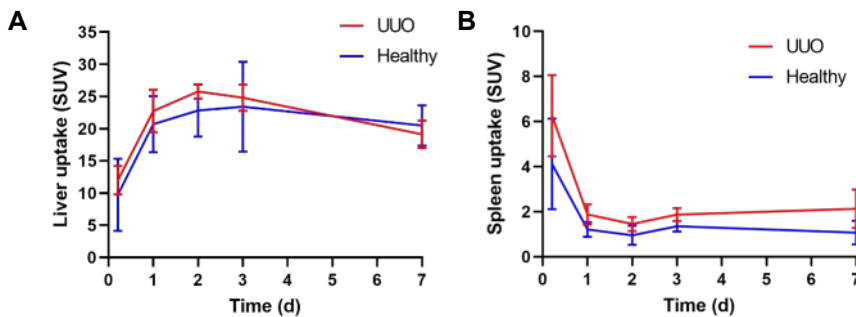 A
UUO
Healthy
Liver uptake (SUV)
35
30
25
20
15
10
5
0
0 1 2 3 4 5 6 7
Time (d)
B
UUO
Healthy
Spleen uptake (SUV)
10
8
6
4
2
0
0 1 2 3 4 5 6 7
Time (d)